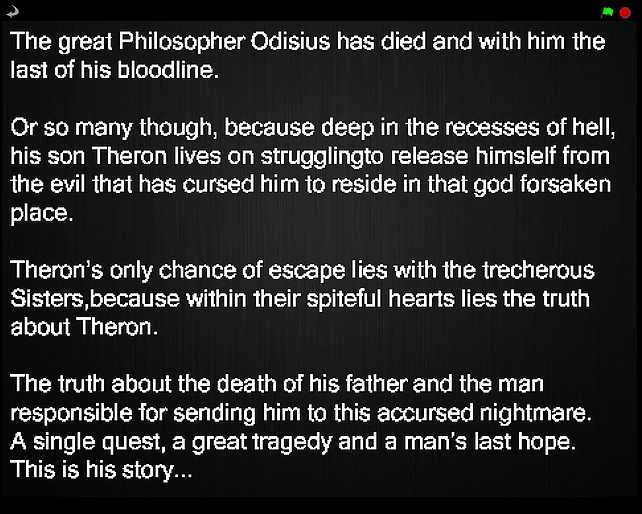 The great Philosopher Odisius has died and with him the
last of his bloodline.
Or so many though, because deep in the recesses of hell,
his son Theron lives on strugglingto release himslelf from
the evil that has cursed him to reside in that god forsaken
place.
Theron's only chance of escape lies with the trecherous
Sisters,because within their spiteful hearts lies the truth
about Theron.
The truth about the death of his father and the man
responsible for sending him to this accursed nightmare.
A single quest, a great tragedy and a man's last hope.
This is his story...